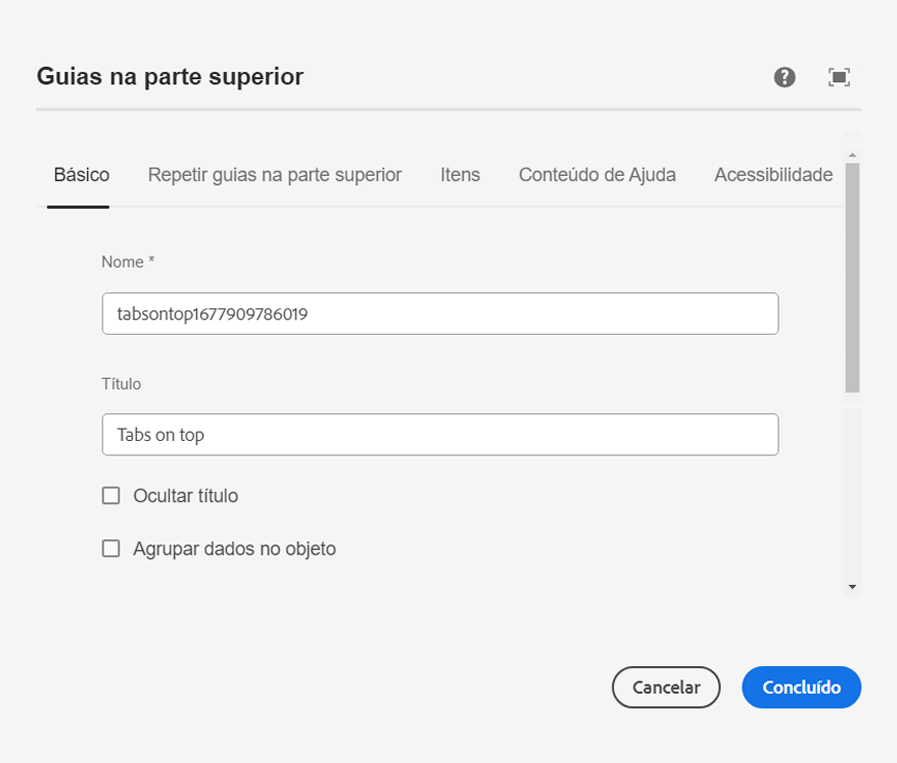 Guias na parte superior
Básico Repetir guias na parte superior Itens Conteúdo de Ajuda Acessibilidade
Nome *
tabsontop1677909786019
Título
Tabs on top
Ocultar título
Agrupar dados no objeto
Cancelar Concluído